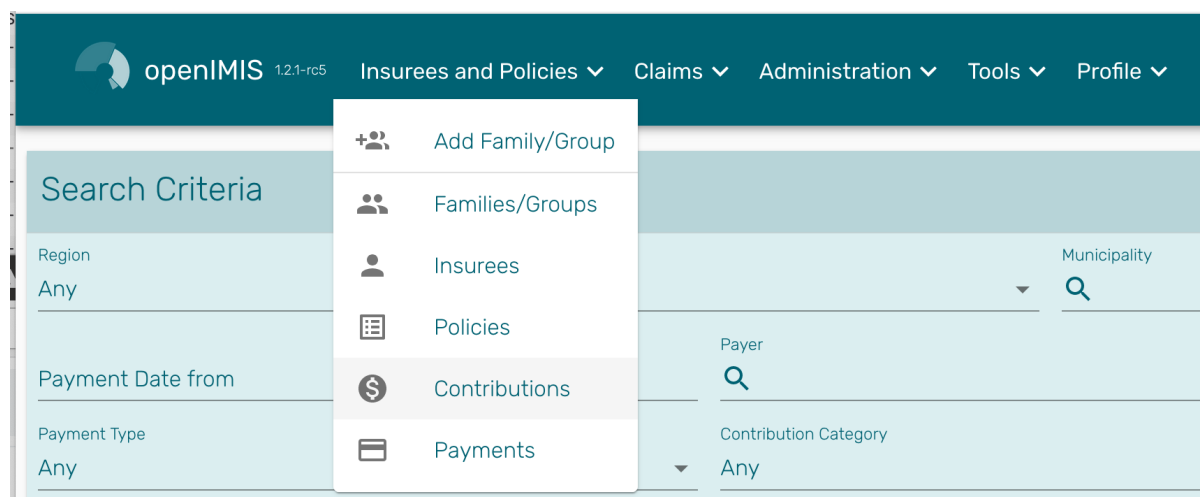 openIMIS 1.2.1-rc5 Insurees and Policies Claims Administration Tools Profile
Add Family/Group
Families/Groups
Insurees
Policies
Contributions
Payments
Search Criteria
Region
Any
Municipality
Payment Date from
Payer
Payment Type
Any
Contribution Category
Any